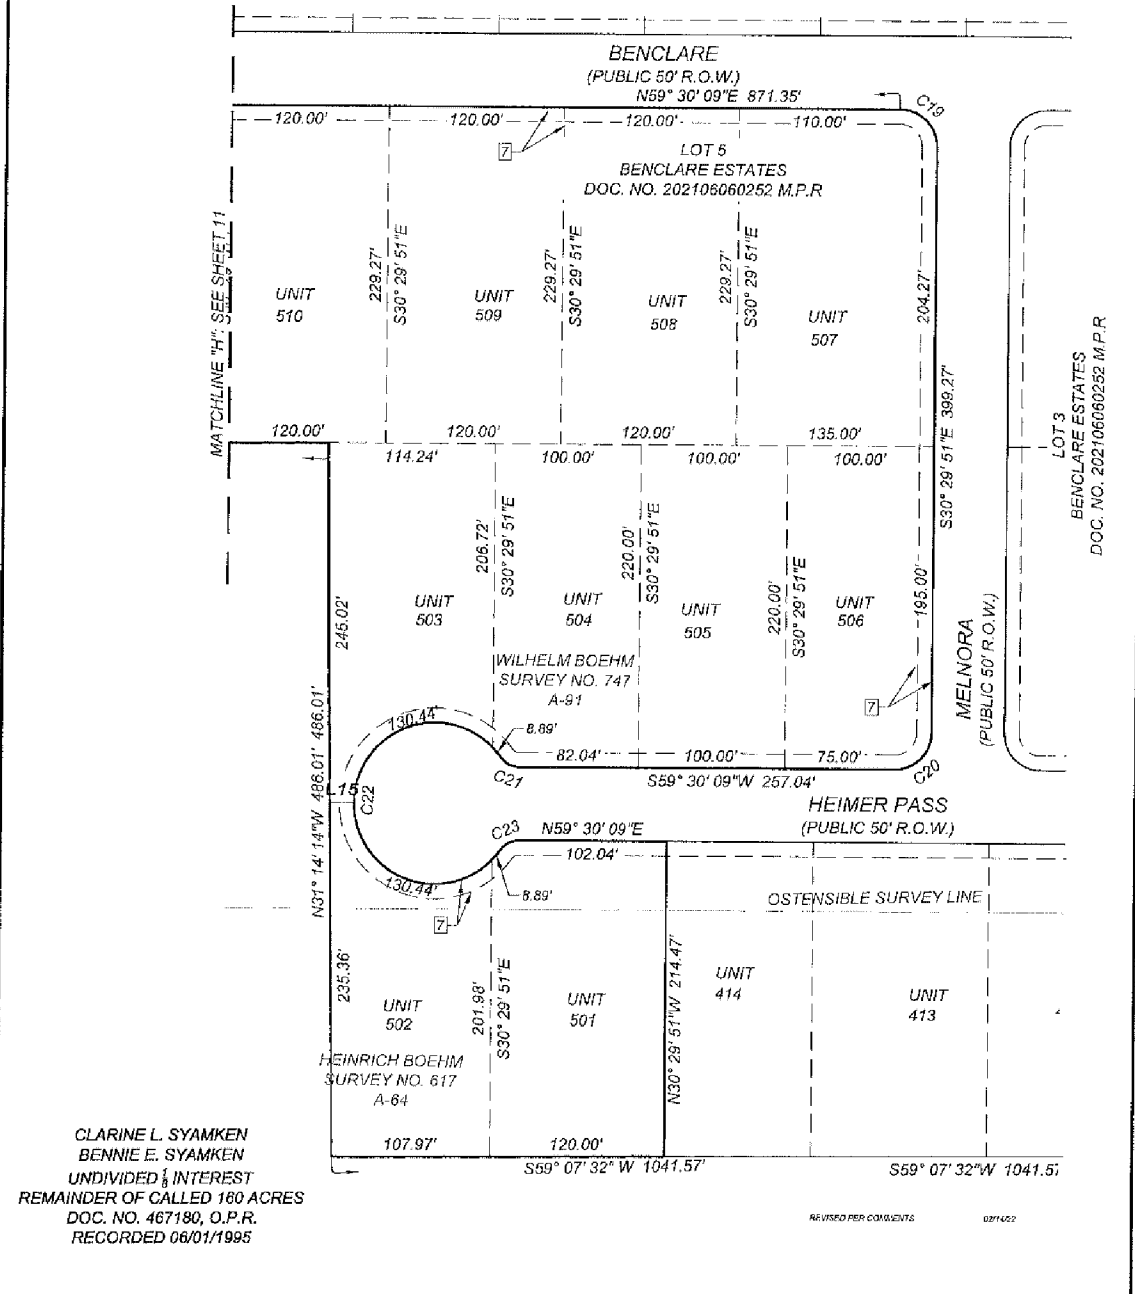 BENCLARE
(PUBLIC 50' R.O.W.)
N59° 30' 09"E 871.35'
C19
120.00'
120.00'
120.00'
110.00'
7
LOT 5
BENCLARE ESTATES
DOC. NO. 202106060252 M.P.R
MATCHLINE "H": SEE SHEET 11
229.27'
S30° 29' 51"E
229.27'
S30° 29' 51"E
229.27'
S30° 29' 51"E
204.27'
UNIT
510
UNIT
509
UNIT
508
UNIT
507
S30° 29' 51"E 399.27'
LOT 3
BENCLARE ESTATES
DOC. NO. 202106060252 M.P.R
120.00'
120.00'
120.00'
135.00'
114.24'
100.00'
100.00'
100.00'
206.72'
S30° 29' 51"E
220.00'
S30° 29' 51"E
220.00'
S30° 29' 51"E
195.00'
245.02'
UNIT
503
UNIT
504
UNIT
505
UNIT
506
WILHELM BOEHM
SURVEY NO. 747
A-91
MELNORA
(PUBLIC 50' R.O.W.)
7
130.44'
8.89'
82.04'
100.00'
75.00'
C21
S59° 30' 09"W 257.04'
C20
L15
C22
N31° 14' 14"W 486.01' 486.01'
HEIMER PASS
(PUBLIC 50' R.O.W.)
C23
N59° 30' 09"E
102.04'
130.44'
8.89'
7
OSTENSIBLE SURVEY LINE
235.36'
201.98'
S30° 29' 51"E
N30° 29' 51"W 214.47'
UNIT
502
UNIT
501
UNIT
414
UNIT
413
HEINRICH BOEHM
SURVEY NO. 617
A-64
107.97'
120.00'
S59° 07' 32" W 1041.57'
S59° 07' 32"W 1041.57
CLARINE L. SYAMKEN
BENNIE E. SYAMKEN
UNDIVIDED INTEREST
REMAINDER OF CALLED 160 ACRES
DOC. NO. 467180, O.P.R.
RECORDED 06/01/1995
REVISED PER COMMENTS